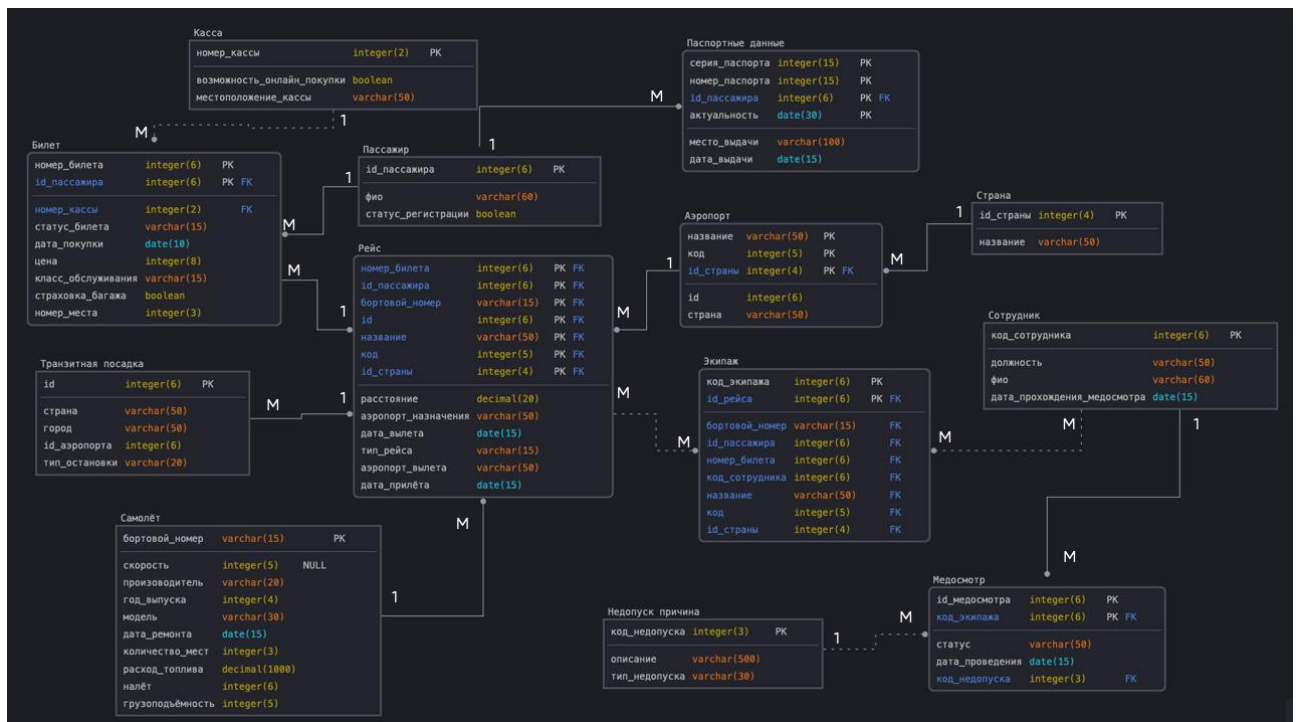 Касса
номер_кассы integer(2) PK
возможность_онлайн_покупки boolean
местоположение_кассы varchar(50)
M
1
Билет
номер_билета integer(6) PK
id_пассажира integer(6) PK FK
номер_кассы integer(2) FK
статус_билета varchar(15)
дата_покупки date(10)
цена integer(8)
класс_обслуживания varchar(15)
страховка_багажа boolean
номер_места integer(3)
1
M
Пассажир
id_пассажира integer(6) PK
фио varchar(60)
статус_регистрации boolean
1
M
Паспортные данные
серия_паспорта integer(15) PK
номер_паспорта integer(15) PK
id_пассажира integer(6) PK FK
актуальность date(30) PK
место_выдачи varchar(100)
дата_выдачи date(15)
Страна
id_страны integer(4) PK
название varchar(50)
1
M
Аэропорт
название varchar(50) PK
код integer(5) PK
id_страны integer(4) PK FK
id integer(6)
страна varchar(50)
1
M
Рейс
номер_билета integer(6) PK FK
id_пассажира integer(6) PK FK
бортовой_номер varchar(15) PK FK
id integer(6) PK FK
название varchar(50) PK FK
код integer(5) PK FK
id_страны integer(4) PK FK
расстояние decimal(20)
аэропорт_назначения varchar(50)
дата_вылета date(15)
тип_рейса varchar(15)
аэропорт_вылета varchar(50)
дата_прилёта date(15)
M
1
Транзитная посадка
id integer(6) PK
страна varchar(50)
город varchar(50)
id_аэропорта integer(6)
тип_остановки varchar(20)
M
1
Экипаж
код_экипажа integer(6) PK
id_рейса integer(6) PK FK
бортовой_номер varchar(15) FK
id_пассажира integer(6) FK
номер_билета integer(6) FK
код_сотрудника integer(6) FK
название varchar(50) FK
код integer(5) FK
id_страны integer(4) FK
M
M
Сотрудник
код_сотрудника integer(6) PK
должность varchar(50)
фио varchar(60)
дата_прохождения_медосмотра date(15)
M
M
1
M
Самолёт
бортовой_номер varchar(15) PK
скорость integer(5) NULL
произоводитель varchar(20)
год_выпуска integer(4)
модель varchar(30)
дата_ремонта date(15)
количество_мест integer(3)
расход_топлива decimal(1000)
налёт integer(6)
грузоподъёмность integer(5)
1
M
Недопуск причина
код_недопуска integer(3) PK
описание varchar(500)
тип_недопуска varchar(30)
1
M
Медосмотр
id_медосмотра integer(6) PK
код_экипажа integer(6) PK FK
статус varchar(50)
дата_проведения date(15)
код_недопуска integer(3) FK